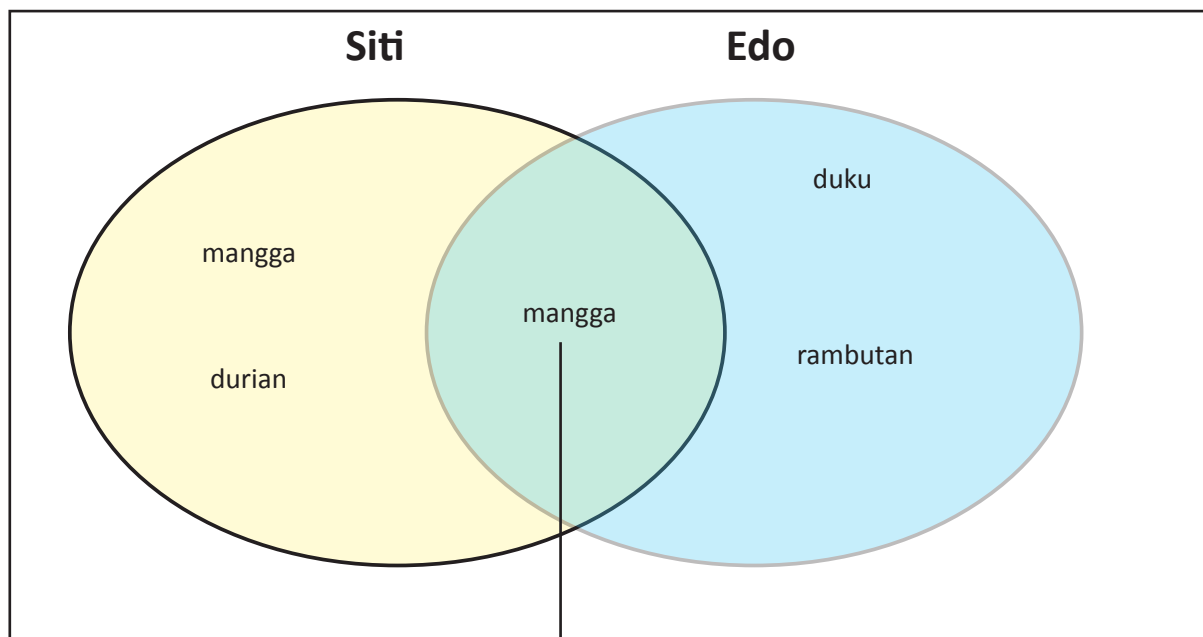 Siti
Edo
duku
mangga
mangga
rambutan
durian